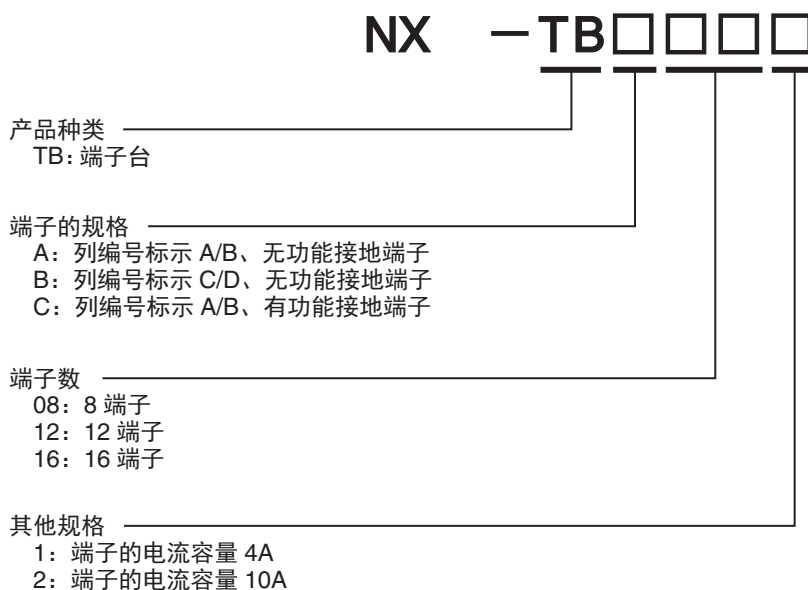 NX －TB□□□□
产品种类
TB：端子台
端子的规格
A：列编号标示 A/B、无功能接地端子
B：列编号标示 C/D、无功能接地端子
C：列编号标示 A/B、有功能接地端子
端子数
08：8 端子
12：12 端子
16：16 端子
其他规格
1：端子的电流容量 4A
2：端子的电流容量 10A